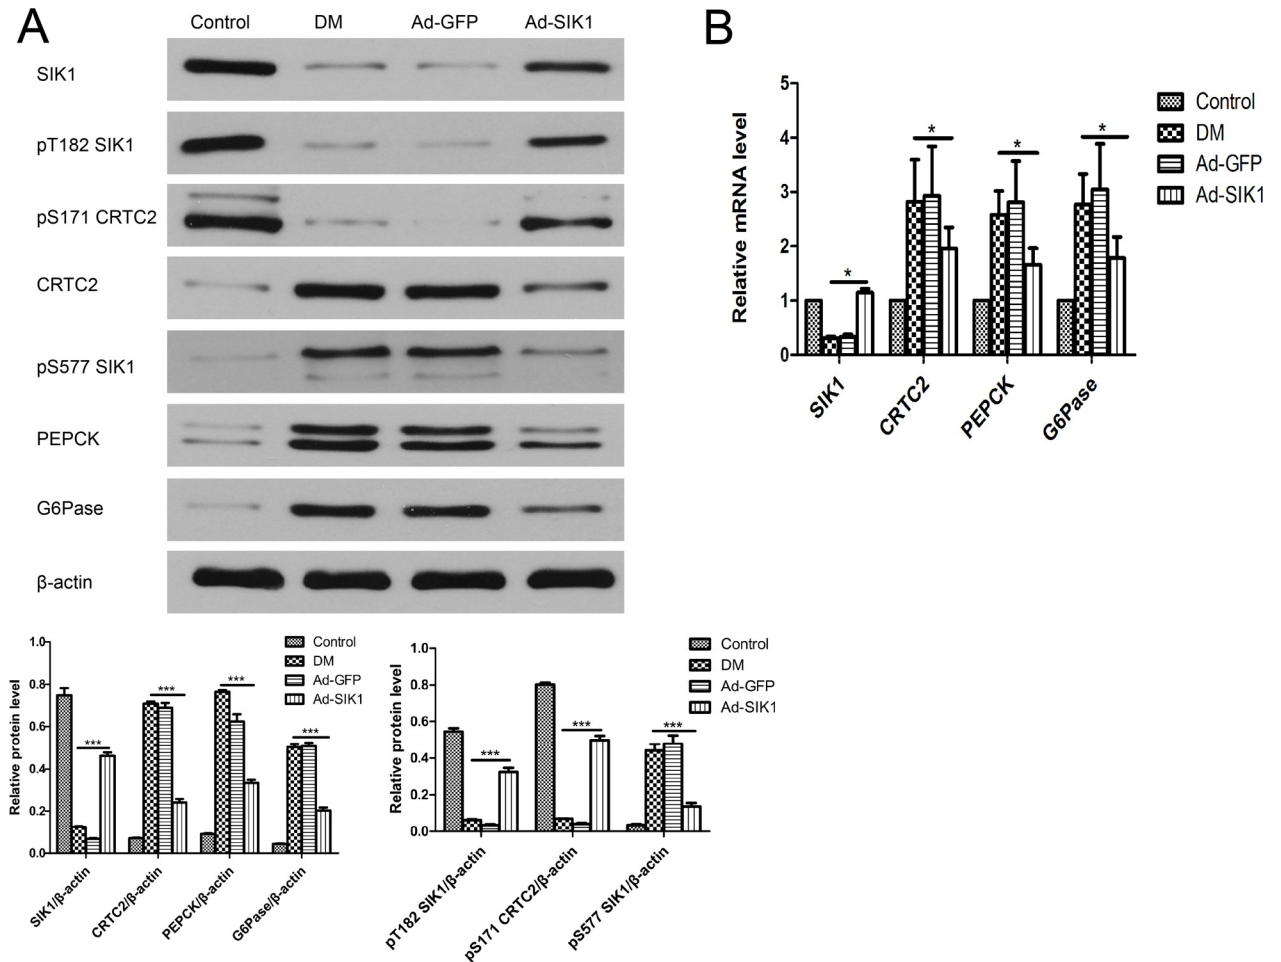 A
Control DM Ad-GFP Ad-SIK1
SIK1
pT182 SIK1
pS171 CRTC2
CRTC2
pS577 SIK1
PEPCK
G6Pase
β-actin
B
Relative mRNA level
5
4
3
2
1
0
* * * *
SIK1 CRTC2 PEPCK G6Pase
Control
DM
Ad-GFP
Ad-SIK1
Relative protein level
1.0
0.8
0.6
0.4
0.2
0.0
*** *** *** ***
SIK1/β-actin CRTC2/β-actin PEPCK/β-actin G6Pase/β-actin
Control
DM
Ad-GFP
Ad-SIK1
Relative protein level
1.0
0.8
0.6
0.4
0.2
0.0
*** *** ***
pT182 SIK1/β-actin pS171 CRTC2/β-actin pS577 SIK1/β-actin
Control
DM
Ad-GFP
Ad-SIK1